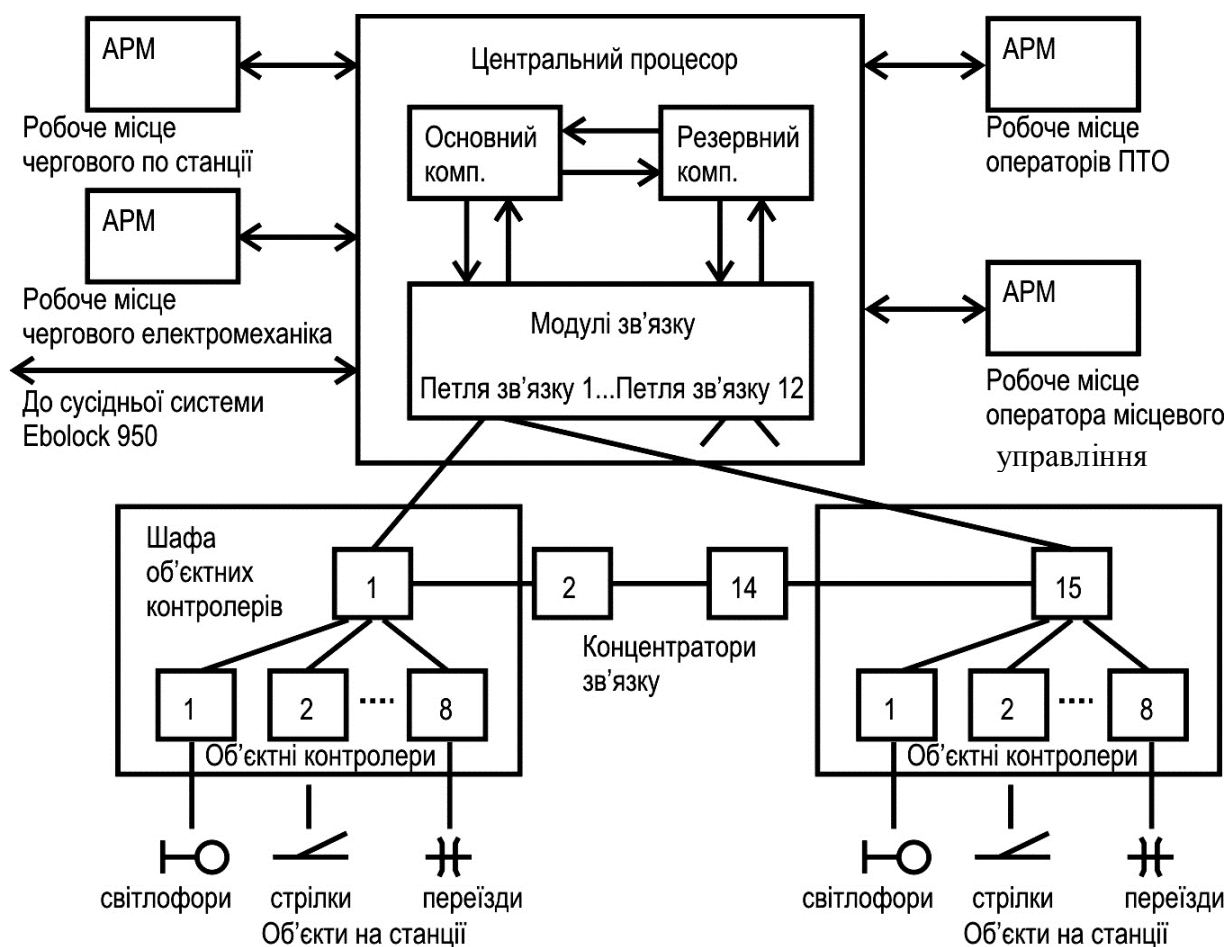 АРМ
Робоче місце
чергового по станції
АРМ
Робоче місце
чергового електромеханіка
До сусідньої системи
Ebolock 950
Центральний процесор
Основний
комп.
Резервний
комп.
Модулі зв’язку
Петля зв’язку 1...Петля зв’язку 12
АРМ
Робоче місце
операторів ПТО
АРМ
Робоче місце
оператора місцевого
управління
Шафа
об’єктних
контролерів
1
2
14
15
Концентратори
зв’язку
1
2
....
8
Об’єктні контролери
1
2
....
8
Об’єктні контролери
світлофори
стрілки
переїзди
Об’єкти на станції
світлофори
стрілки
переїзди
Об’єкти на станції